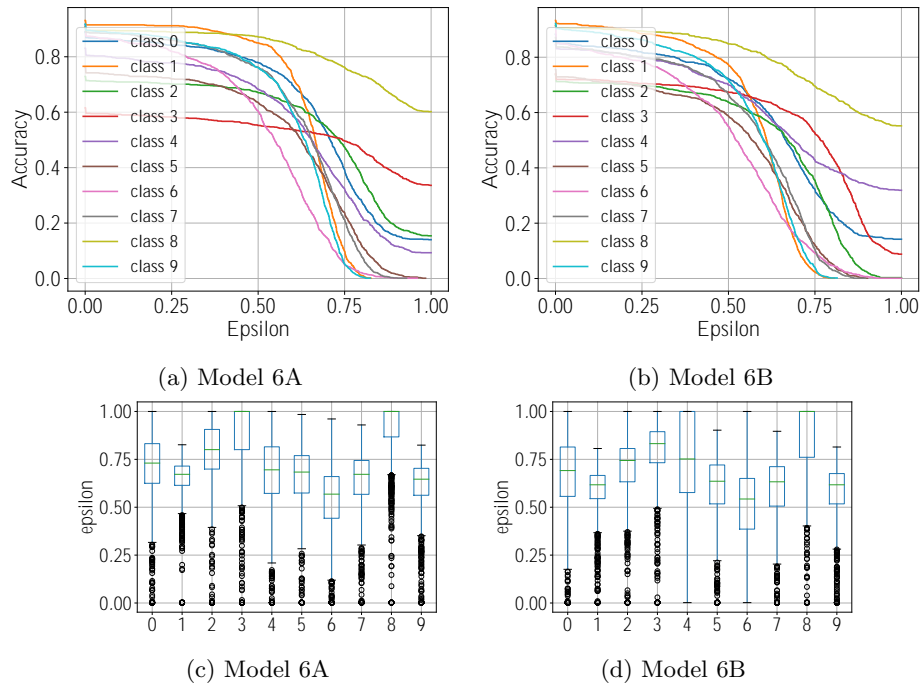 0.8
0.6
0.4
0.2
0.0
Accuracy
class 0
class 1
class 2
class 3
class 4
class 5
class 6
class 7
class 8
class 9
0.00 0.25 0.50 0.75 1.00
Epsilon
(a) Model 6A
0.8
0.6
0.4
0.2
0.0
Accuracy
class 0
class 1
class 2
class 3
class 4
class 5
class 6
class 7
class 8
class 9
0.00 0.25 0.50 0.75 1.00
Epsilon
(b) Model 6B
1.00
0.75
0.50
0.25
0.00
epsilon
0 1 2 3 4 5 6 7 8 9
(c) Model 6A
1.00
0.75
0.50
0.25
0.00
epsilon
0 1 2 3 4 5 6 7 8 9
(d) Model 6B